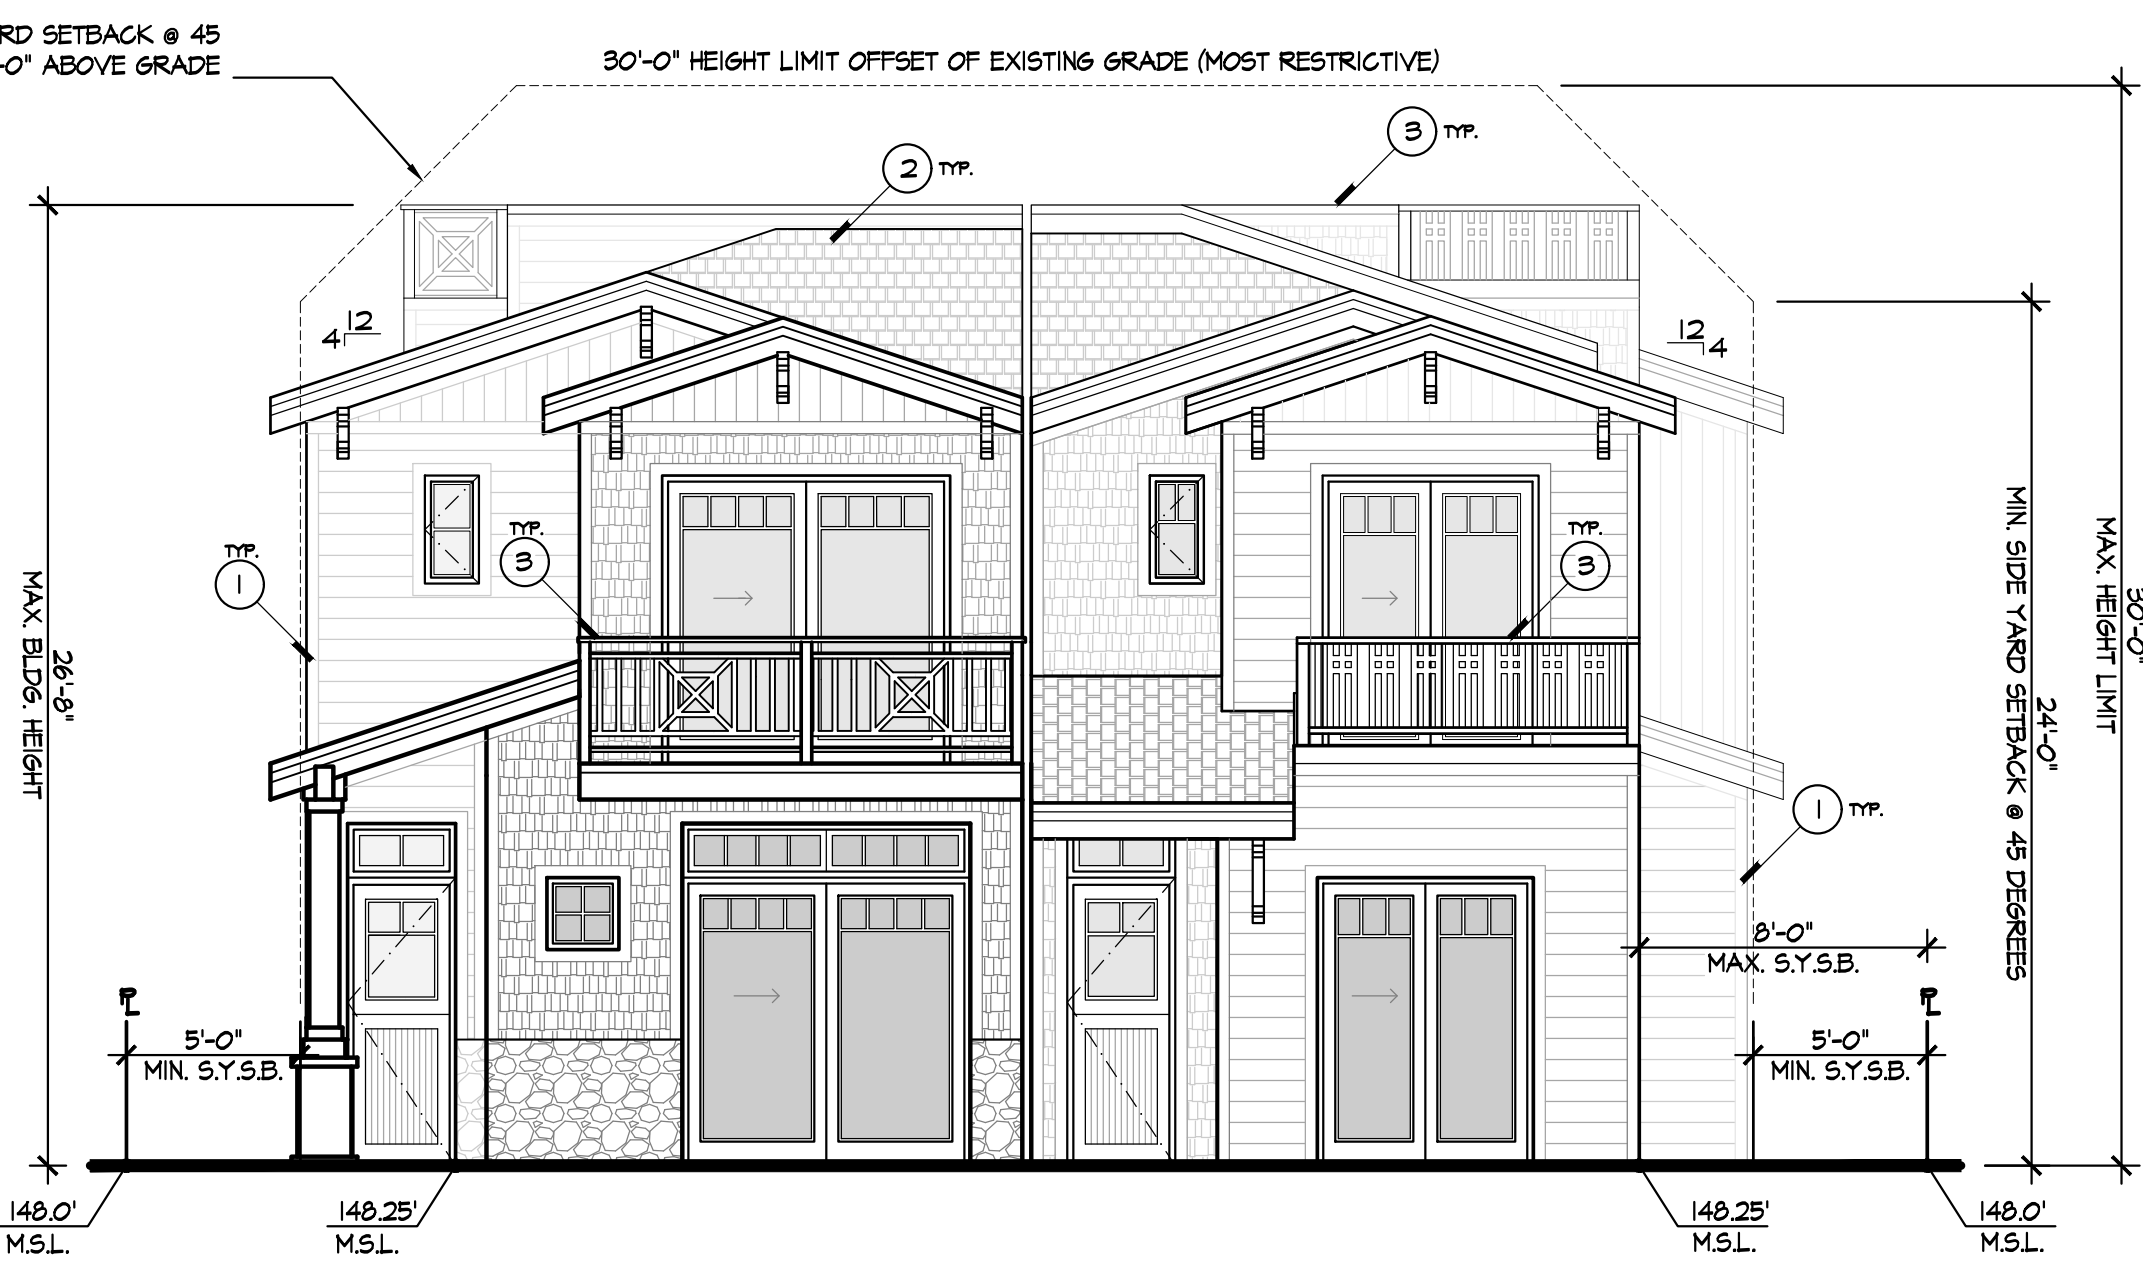 RD SETBACK @ 45
-0" ABOVE GRADE
30'-0" HEIGHT LIMIT OFFSET OF EXISTING GRADE (MOST RESTRICTIVE)
3 TYP.
2 TYP.
12
4
12
4
TYP.
3
TYP.
3
TYP.
1
26'-8"
MAX. BLDG. HEIGHT
30'-0"
MAX. HEIGHT LIMIT
24'-0"
MIN. SIDE YARD SETBACK @ 45 DEGREES
1 TYP.
8'-0"
MAX. S.Y.S.B.
PL
5'-0"
MIN. S.Y.S.B.
PL
5'-0"
MIN. S.Y.S.B.
148.0'
M.S.L.
148.25'
M.S.L.
148.25'
M.S.L.
148.0'
M.S.L.